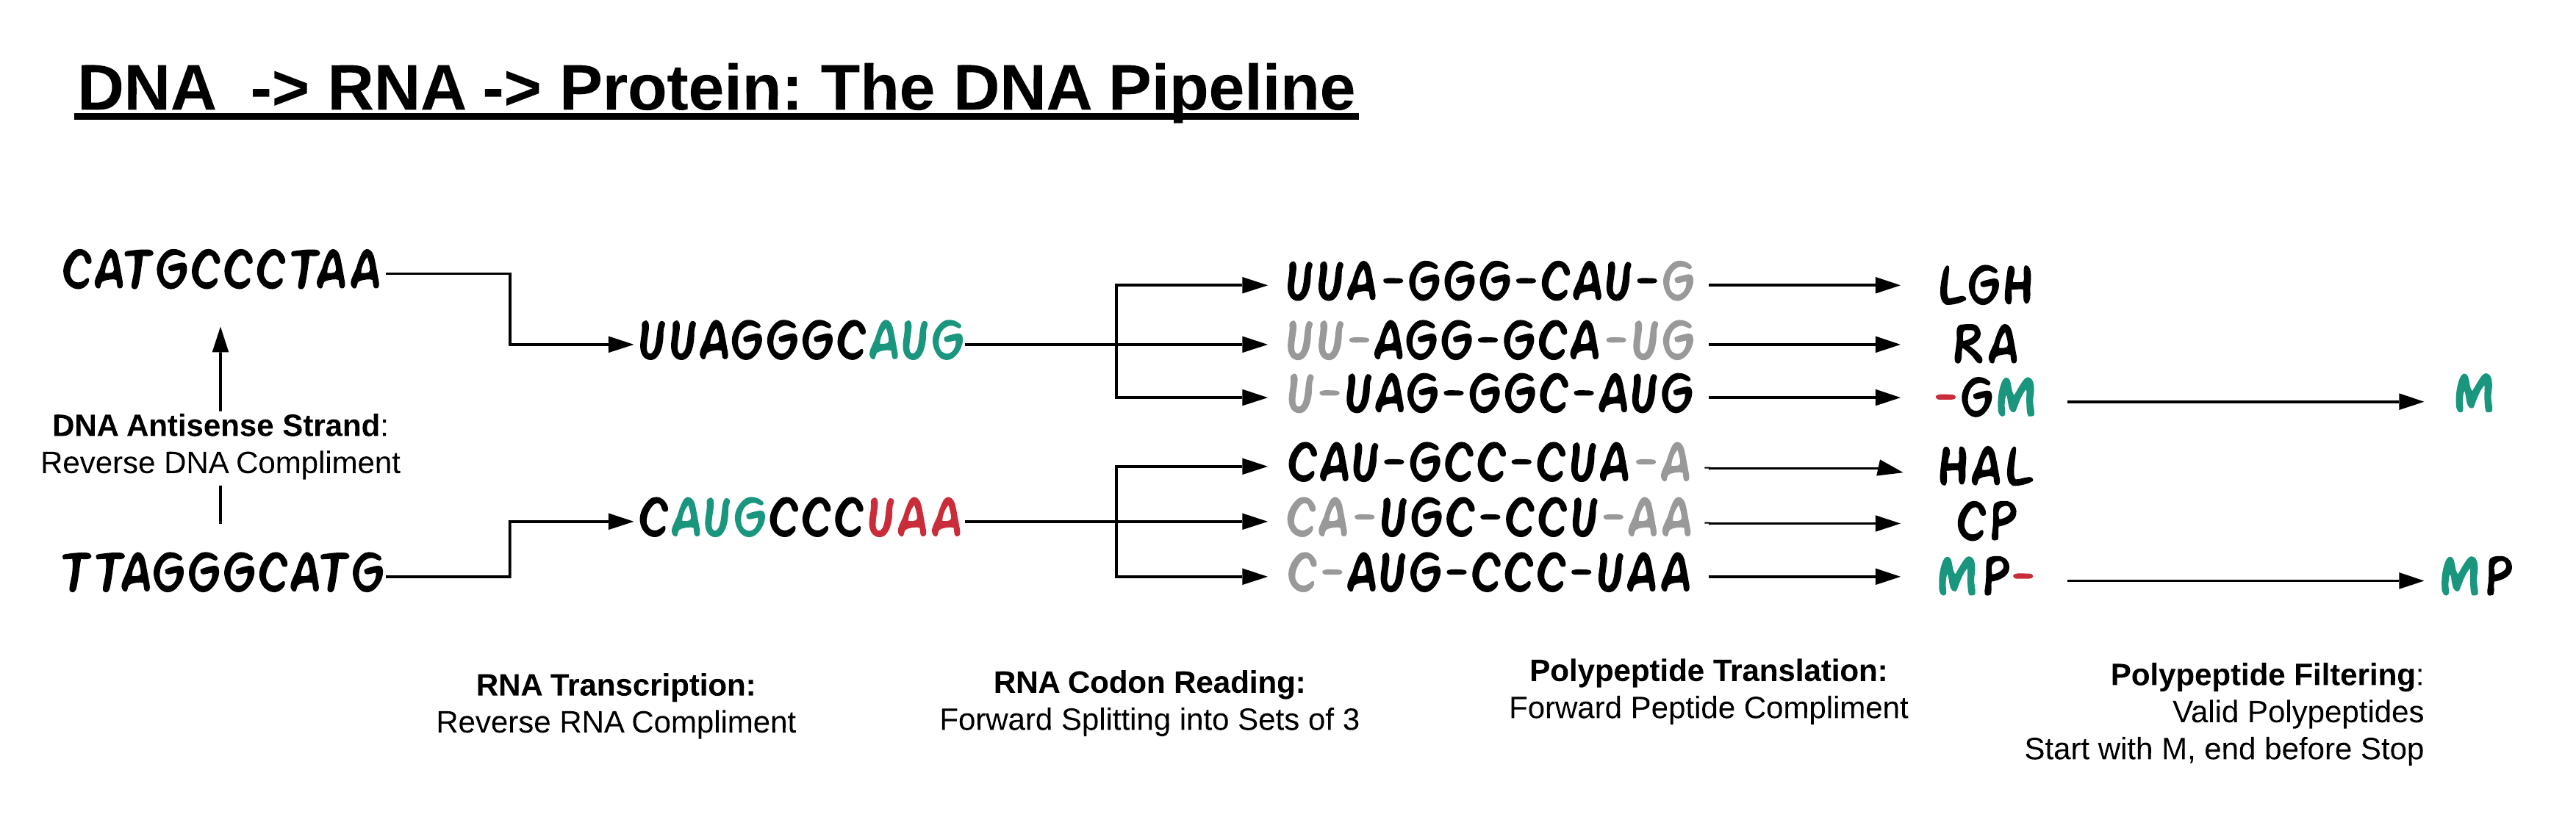 DNA -> RNA -> Protein: The DNA Pipeline
CATGCCCTAA
DNA Antisense Strand:
Reverse DNA Compliment
TTAGGGCATG
UUAGGGCAUG
CAUGCCCUAA
UUA-GGG-CAU-G
UU-AGG-GCA-UG
U-UAG-GGC-AUG
CAU-GCC-CUA-A
CA-UGC-CCU-AA
C-AUG-CCC-UAA
LGH
RA
-GM
HAL
CP
MP-
M
MP
RNA Transcription:
Reverse RNA Compliment
RNA Codon Reading:
Forward Splitting into Sets of 3
Polypeptide Translation:
Forward Peptide Compliment
Polypeptide Filtering:
Valid Polypeptides
Start with M, end before Stop